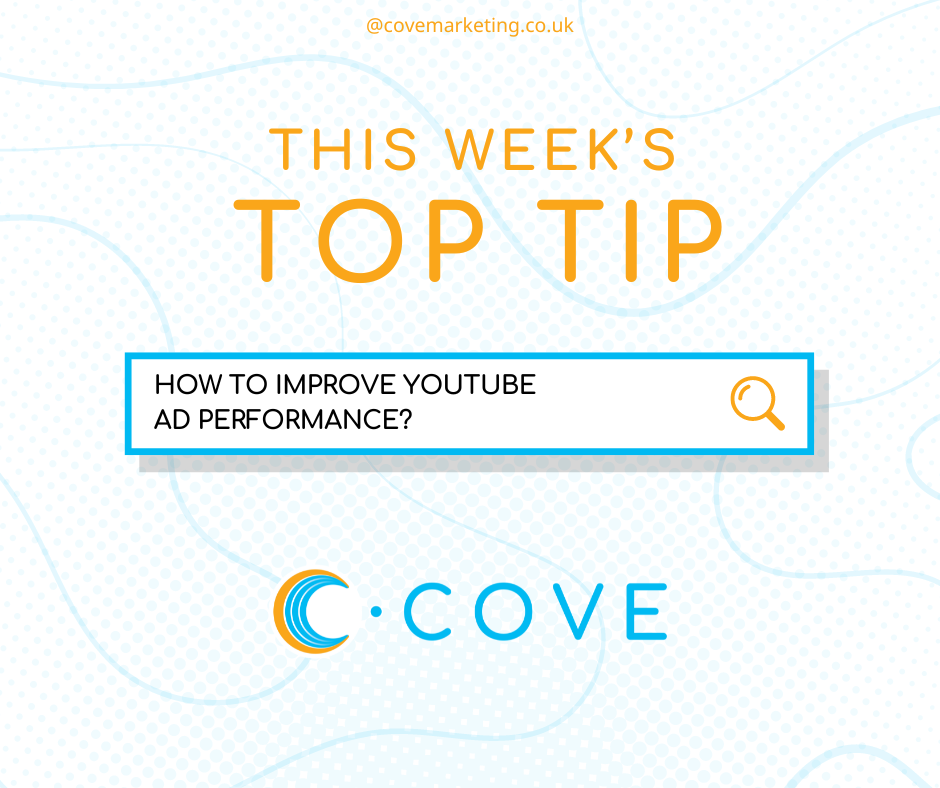 @covemarketing.co.uk
THIS WEEK’S
TOP TIP
HOW TO IMPROVE YOUTUBE
AD PERFORMANCE?
COVE